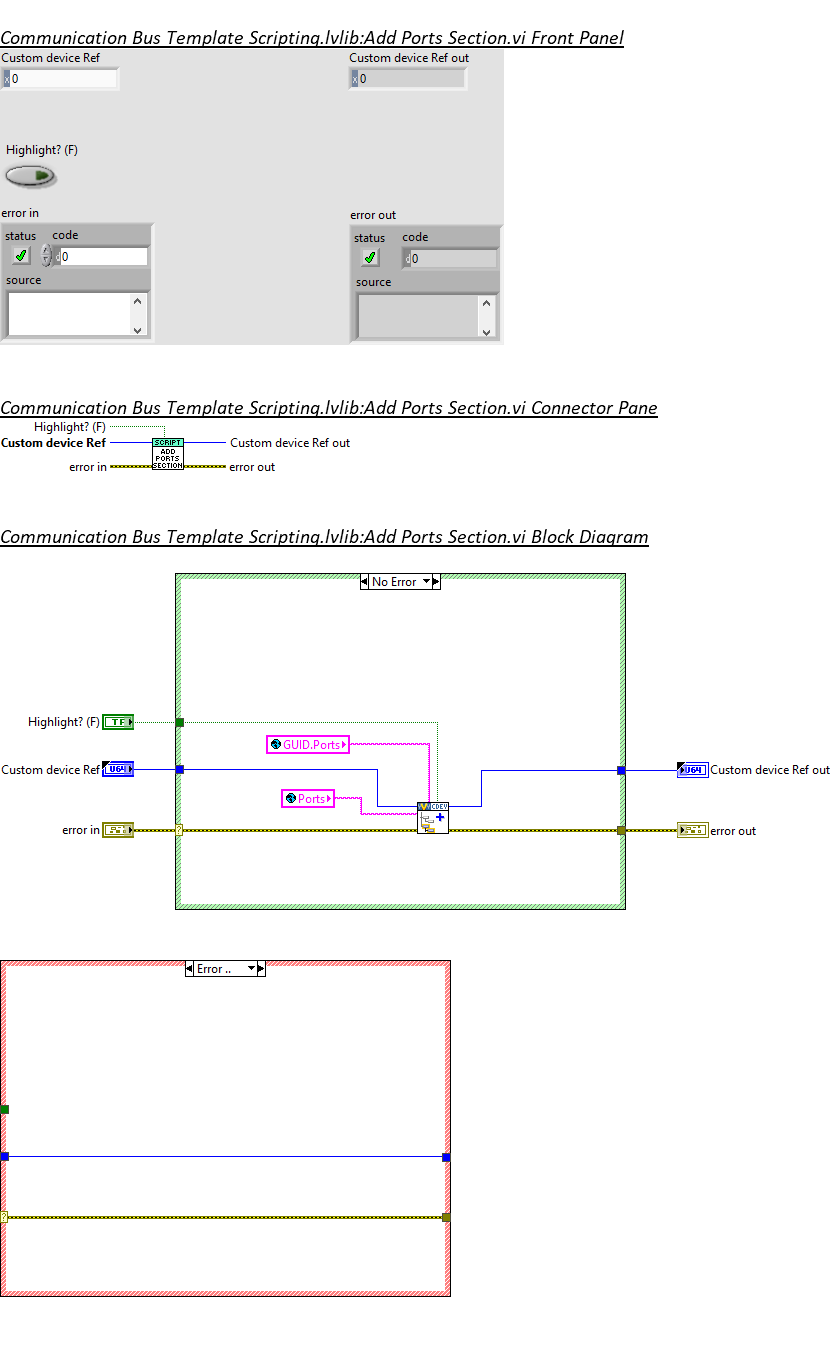 Communication Bus Template Scripting.lvlib:Add Ports Section.vi Front Panel
Custom device Ref
Custom device Ref out
x 0
x 0
Highlight? (F)
error in
error out
status code
status code
d 0
d 0
source
source
Communication Bus Template Scripting.lvlib:Add Ports Section.vi Connector Pane
Highlight? (F)
Custom device Ref
SCRIPT
Custom device Ref out
ADD
PORTS
SECTION
error in
error out
Communication Bus Template Scripting.lvlib:Add Ports Section.vi Block Diagram
No Error
Highlight? (F)
TF
GUID.Ports
Custom device Ref
U64
U64
Custom device Ref out
Ports
CDEV
error in
?
error out
Error ..
?